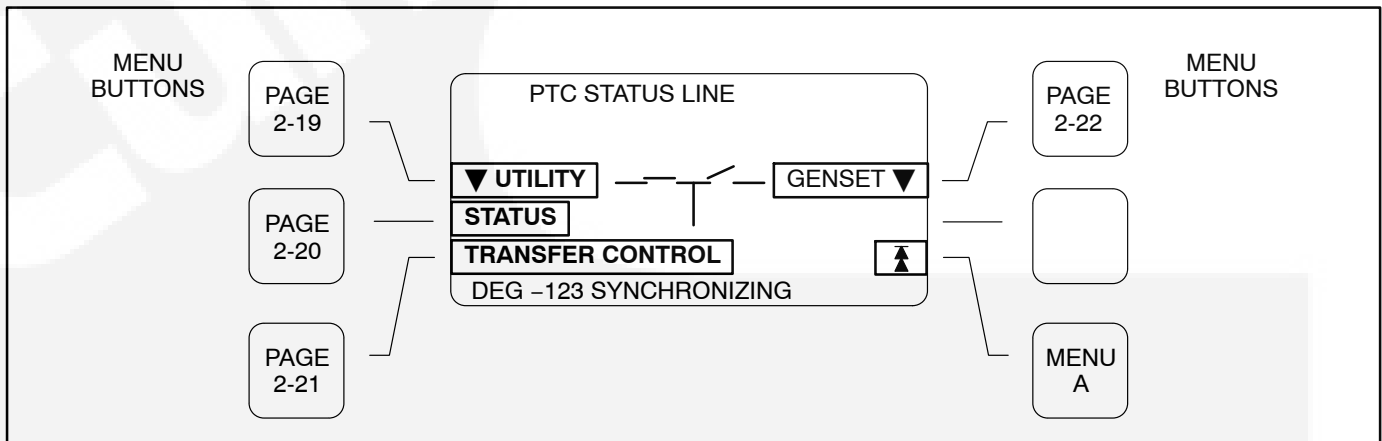 MENU
BUTTONS
PAGE
2-19
PAGE
2-20
PAGE
2-21
PTC STATUS LINE
▼ UTILITY
GENSET ▼
STATUS
TRANSFER CONTROL
DEG −123 SYNCHRONIZING
PAGE
2-22
MENU
A
MENU
BUTTONS